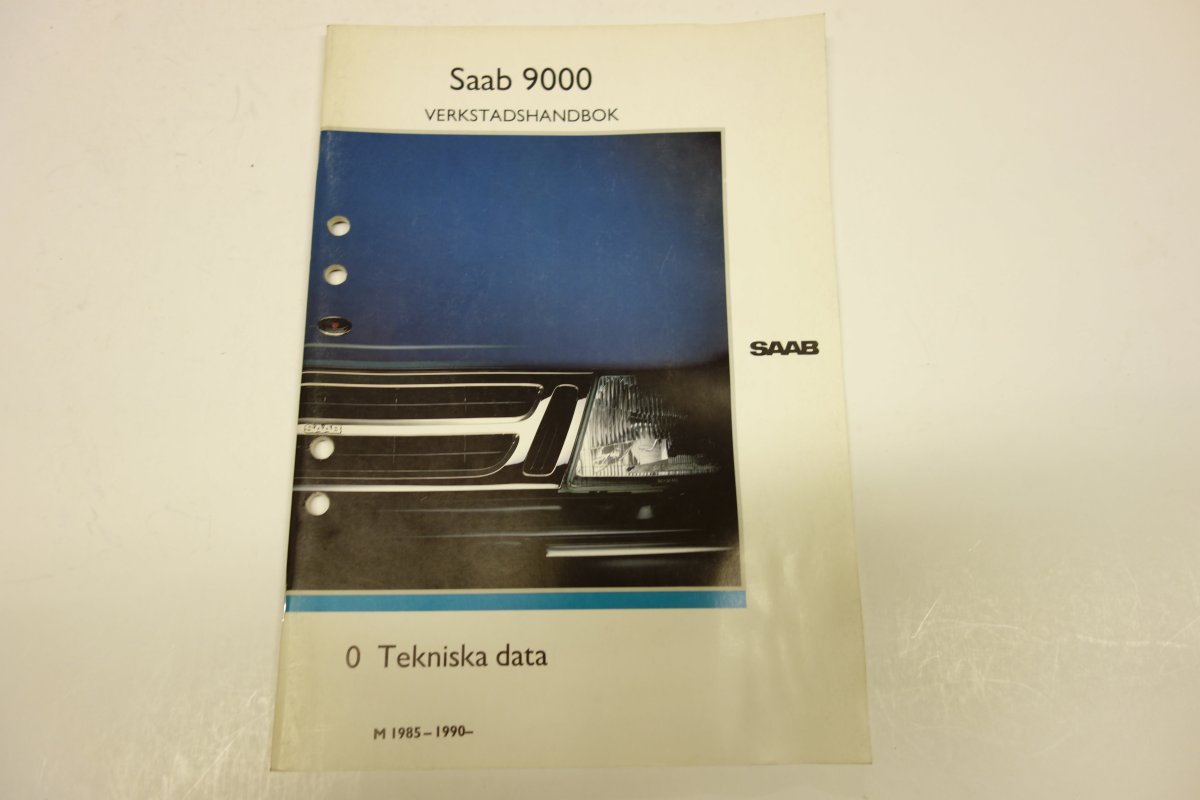 Saab 9000
VERKSTADSHANDBOK
SAAB
SAAB
0 Tekniska data
M 1985–1990–